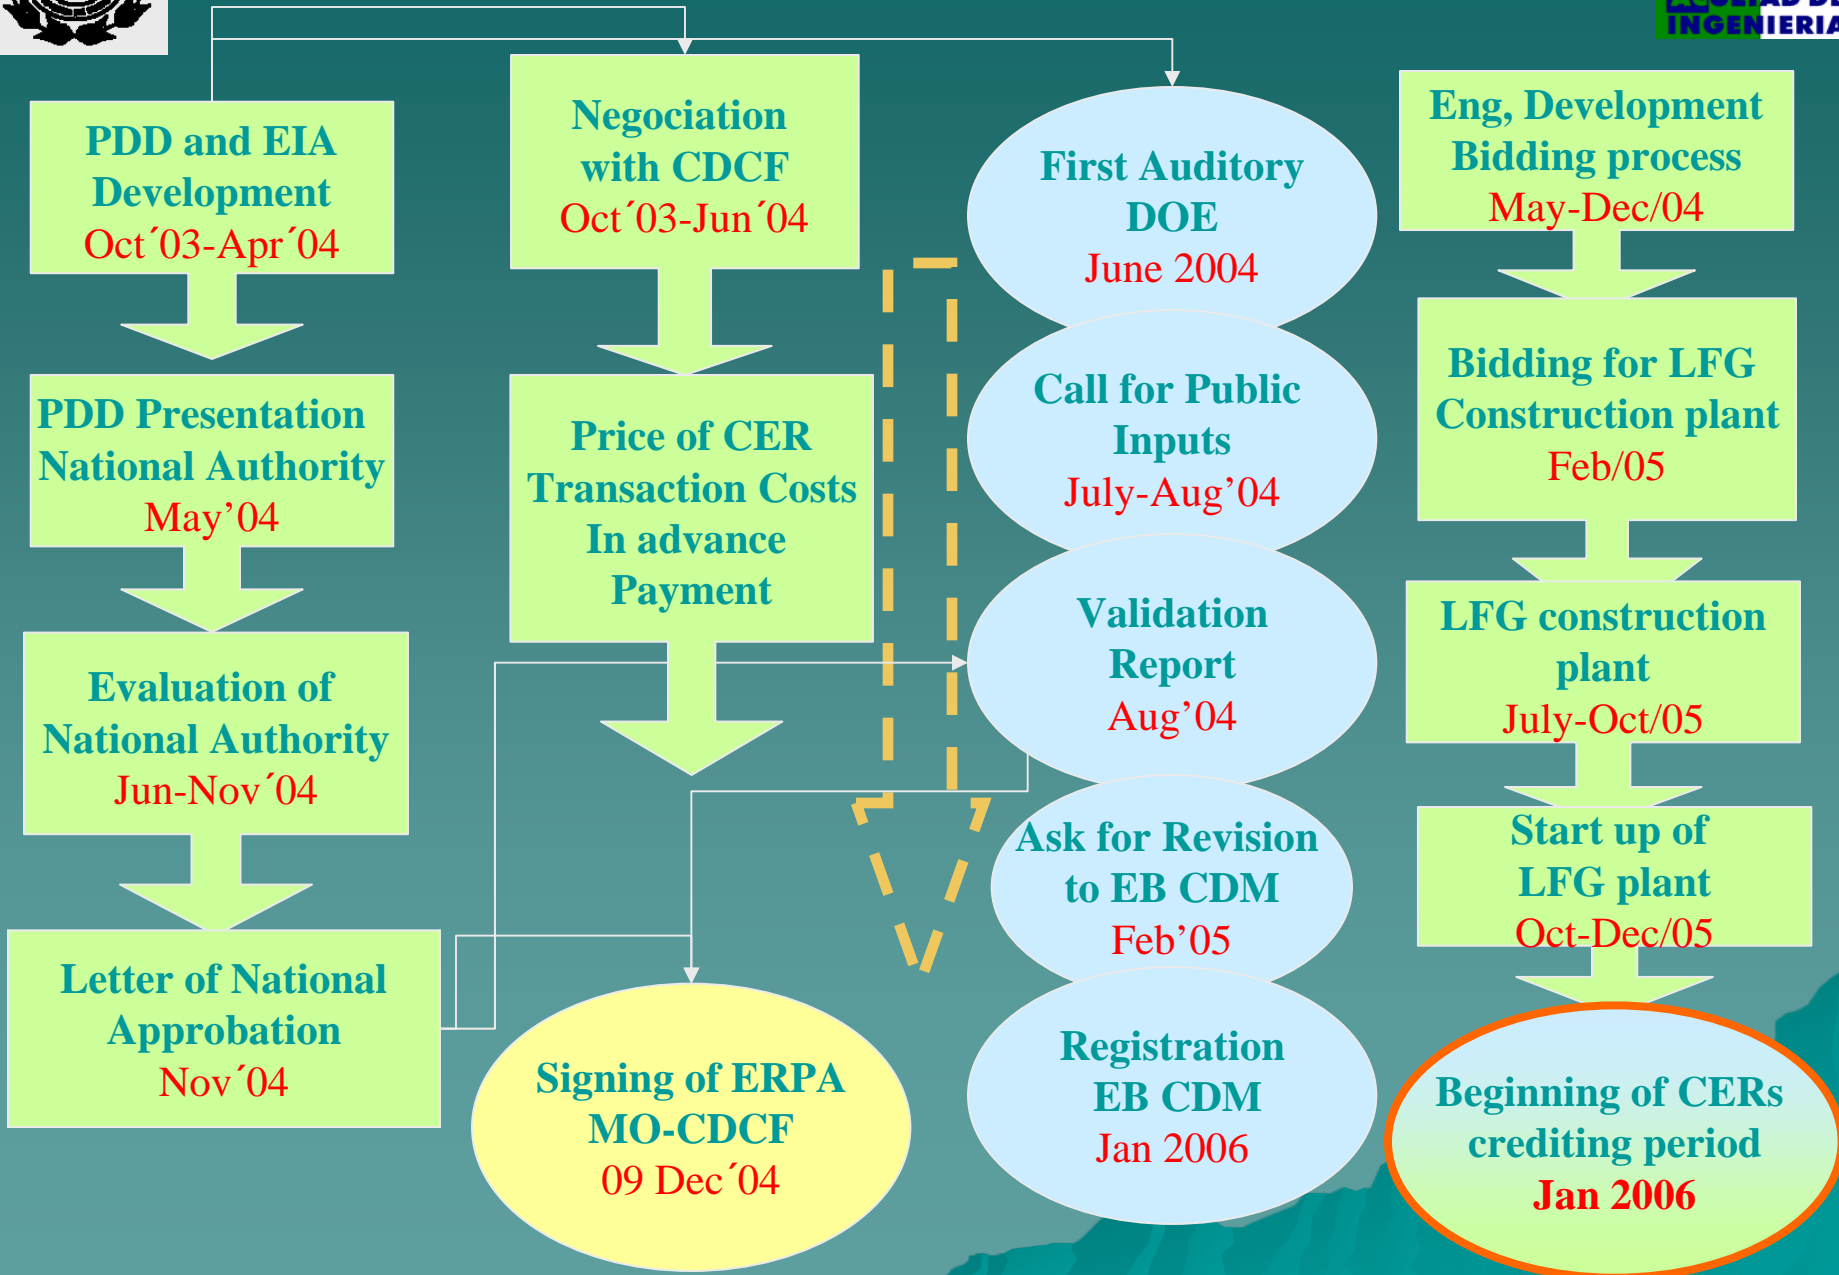 INGENIERIA
PDD and EIA
Development
Oct´03-Apr´04
PDD Presentation
National Authority
May’04
Evaluation of
National Authority
Jun-Nov´04
Letter of National
Approbation
Nov´04
Negociation
with CDCF
Oct´03-Jun´04
Price of CER
Transaction Costs
In advance
Payment
Signing of ERPA
MO-CDCF
09 Dec´04
First Auditory
DOE
June 2004
Call for Public
Inputs
July-Aug’04
Validation
Report
Aug’04
Ask for Revision
to EB CDM
Feb’05
Registration
EB CDM
Jan 2006
Eng, Development
Bidding process
May-Dec/04
Bidding for LFG
Construction plant
Feb/05
LFG construction
plant
July-Oct/05
Start up of
LFG plant
Oct-Dec/05
Beginning of CERs
crediting period
Jan 2006